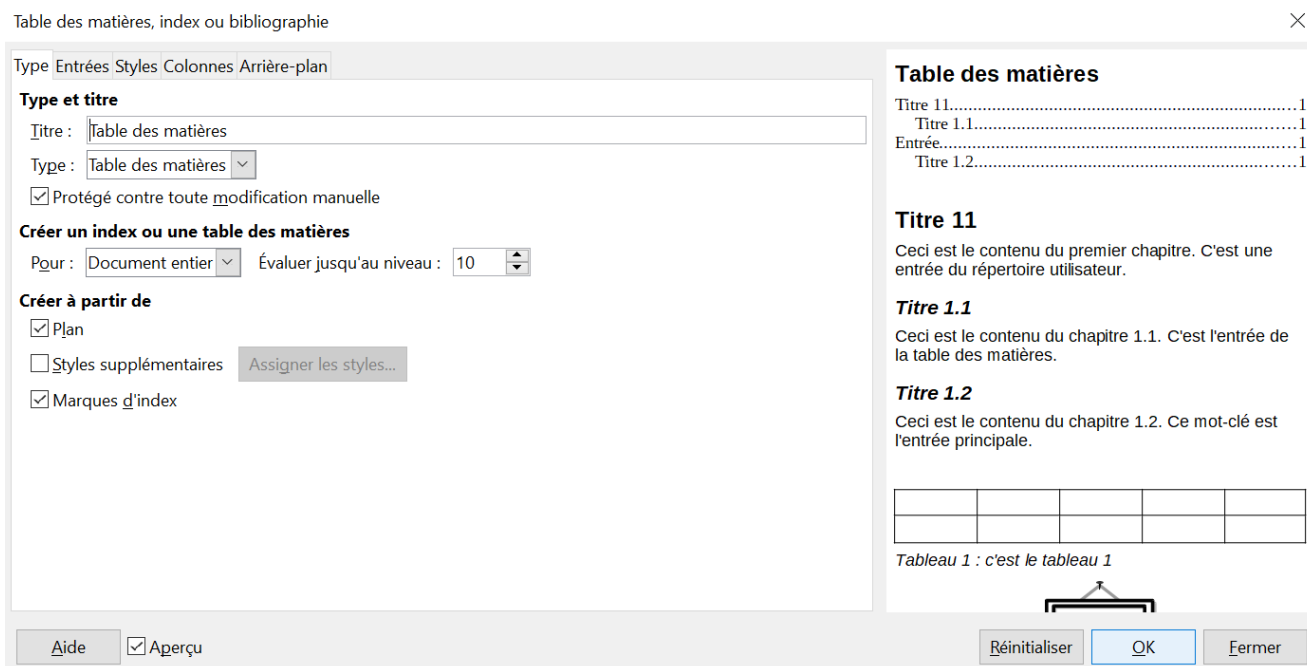 Table des matières, index ou bibliographie
Type Entrées Styles Colonnes Arrière-plan
Type et titre
Titre : Table des matières
Type : Table des matières
Protégé contre toute modification manuelle
Créer un index ou une table des matières
Pour : Document entier Évaluer jusqu'au niveau : 10
Créer à partir de
Plan
Styles supplémentaires Assigner les styles...
Marques d'index
Table des matières
Titre 11.......................................................................1
Titre 1.1..................................................................1
Entrée.........................................................................1
Titre 1.2..................................................................1
Titre 11
Ceci est le contenu du premier chapitre. C'est une
entrée du répertoire utilisateur.
Titre 1.1
Ceci est le contenu du chapitre 1.1. C'est l'entrée de
la table des matières.
Titre 1.2
Ceci est le contenu du chapitre 1.2. Ce mot-clé est
l'entrée principale.
Tableau 1 : c'est le tableau 1
Aide Aperçu Réinitialiser OK Fermer